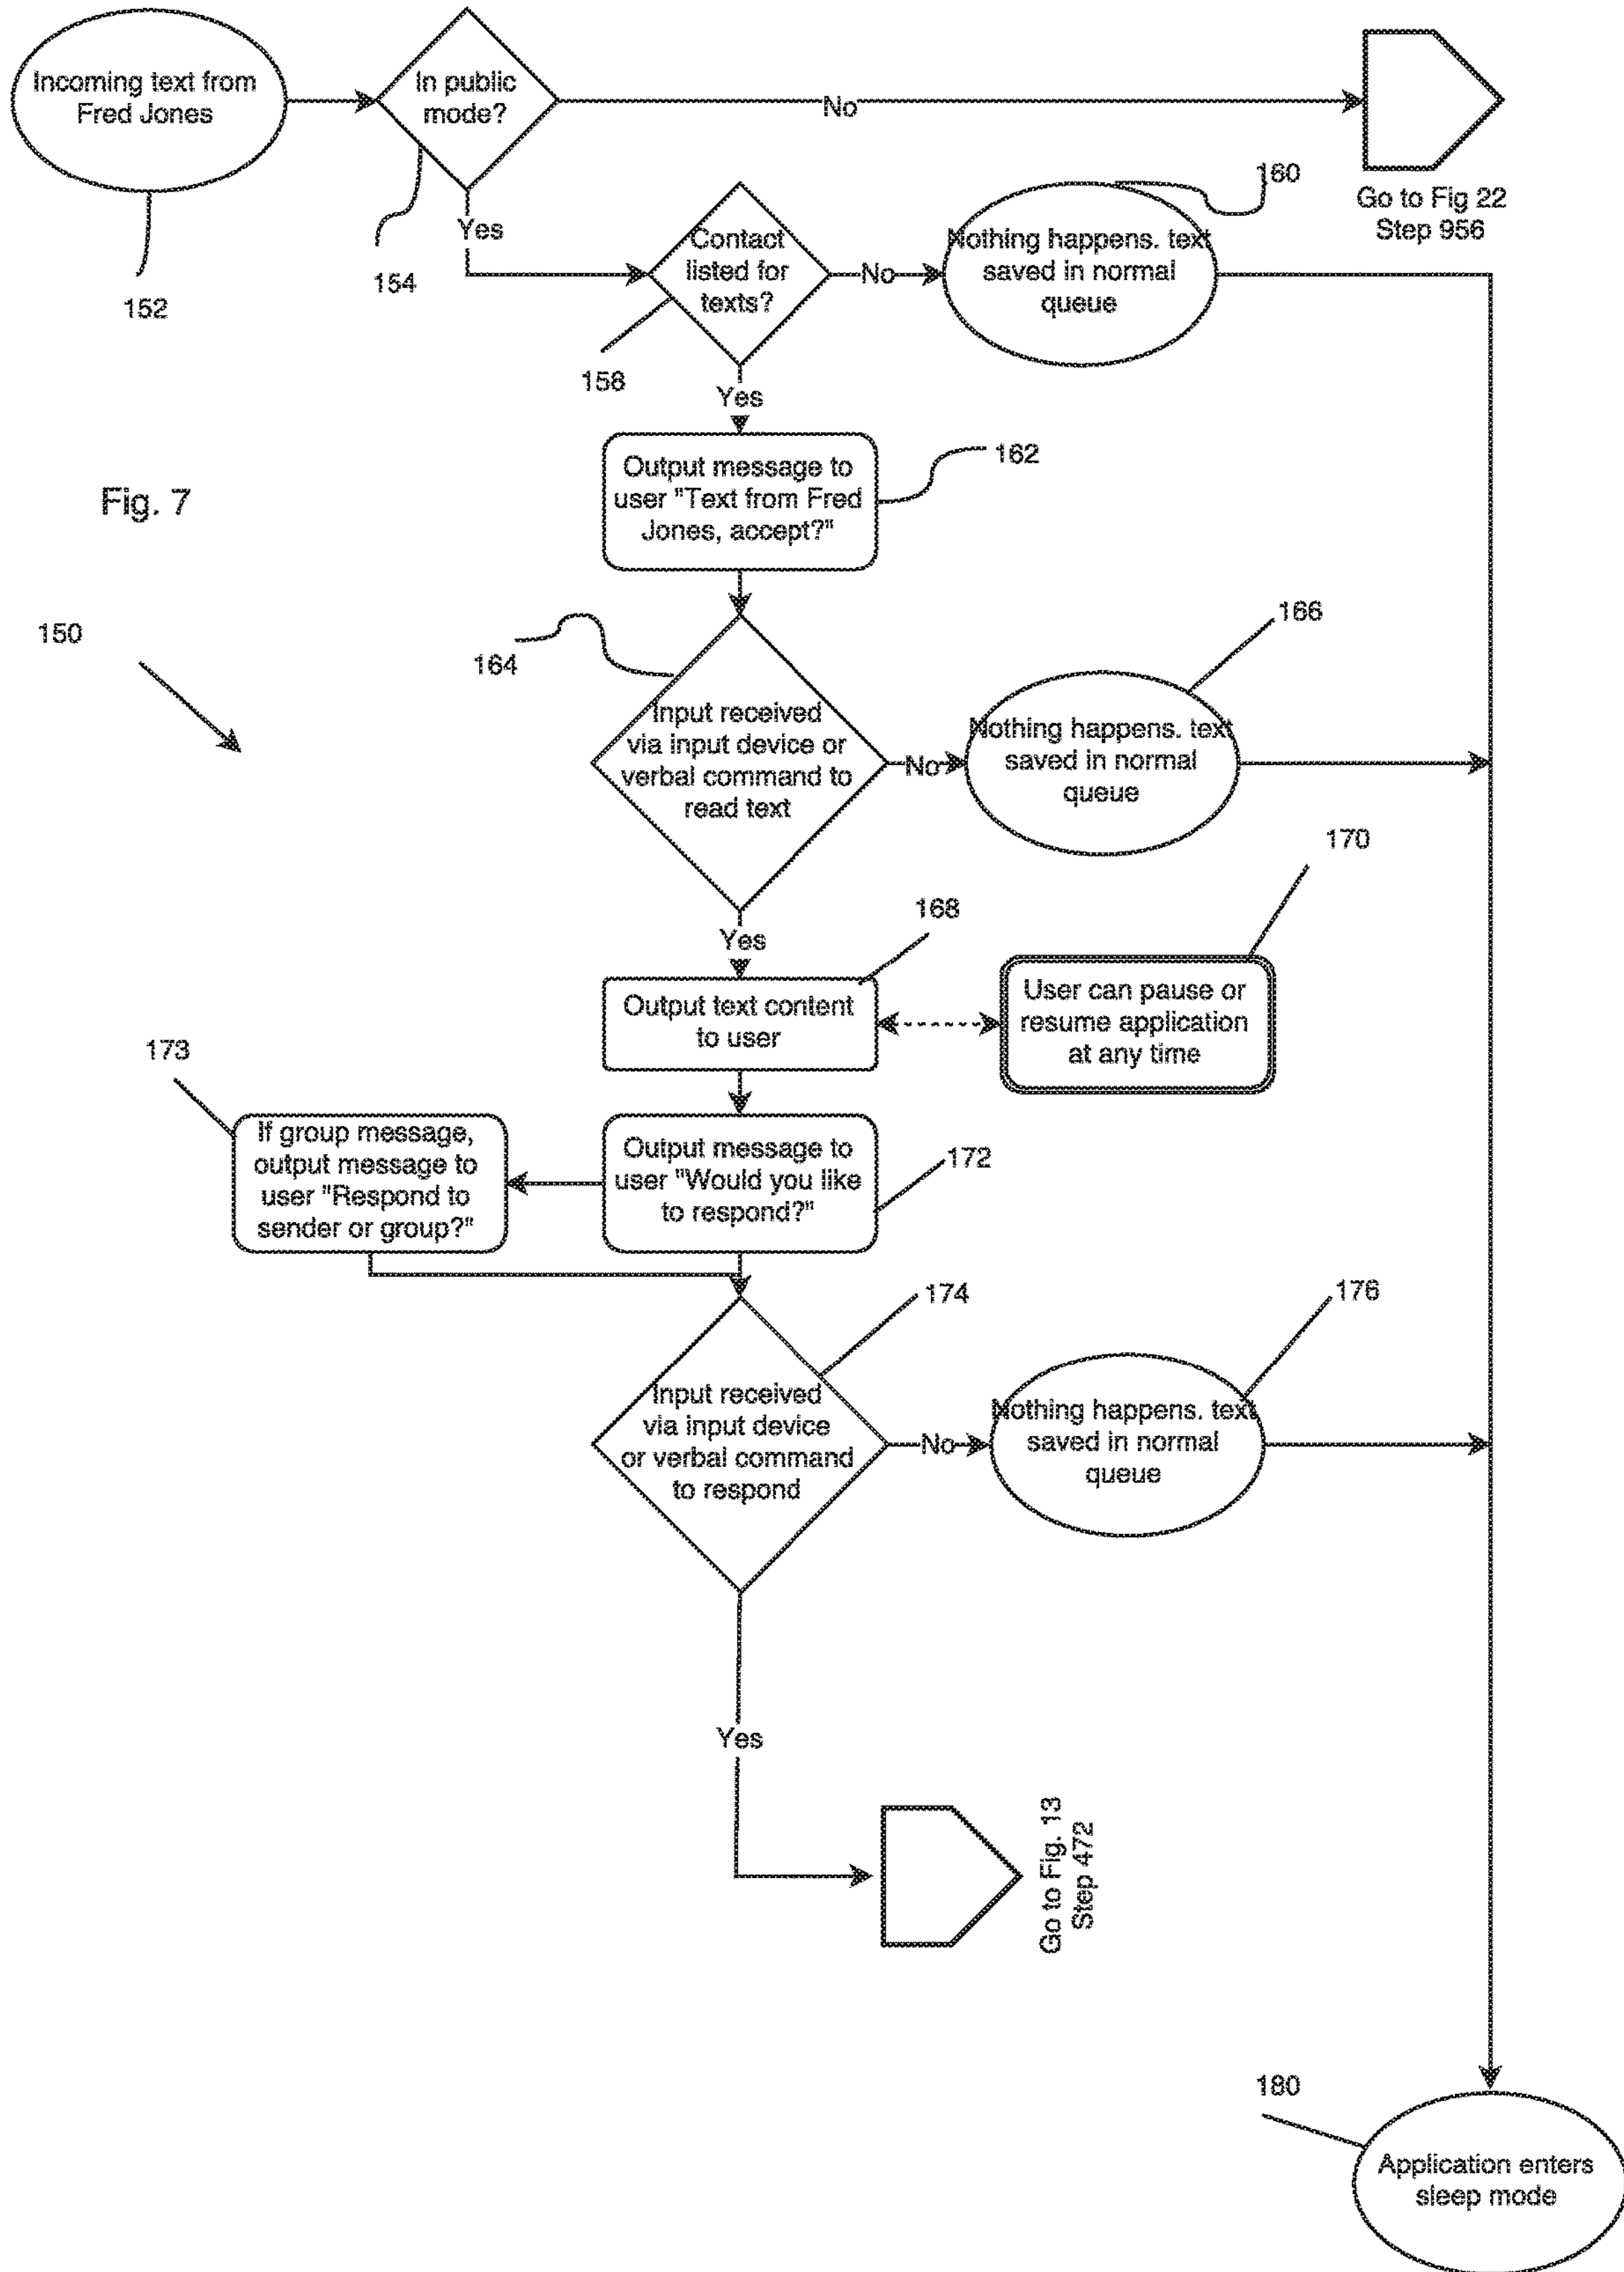 Incoming text from
Fred Jones
152
In public
mode?
154
No
Go to Fig 22
Step 956
Yes
Contact
listed for
texts?
158
No
160
Nothing happens. text
saved in normal
queue
Yes
Output message to
user "Text from Fred
Jones, accept?"
162
Fig. 7
150
164
Input received
via input device or
verbal command to
read text
No
166
Nothing happens. text
saved in normal
queue
Yes
168
Output text content
to user
170
User can pause or
resume application
at any time
173
If group message,
output message to
user "Respond to
sender or group?"
Output message to
user "Would you like
to respond?"
172
174
Input received
via input device
or verbal command
to respond
No
176
Nothing happens. text
saved in normal
queue
Yes
Go to Fig. 13
Step 472
180
Application enters
sleep mode